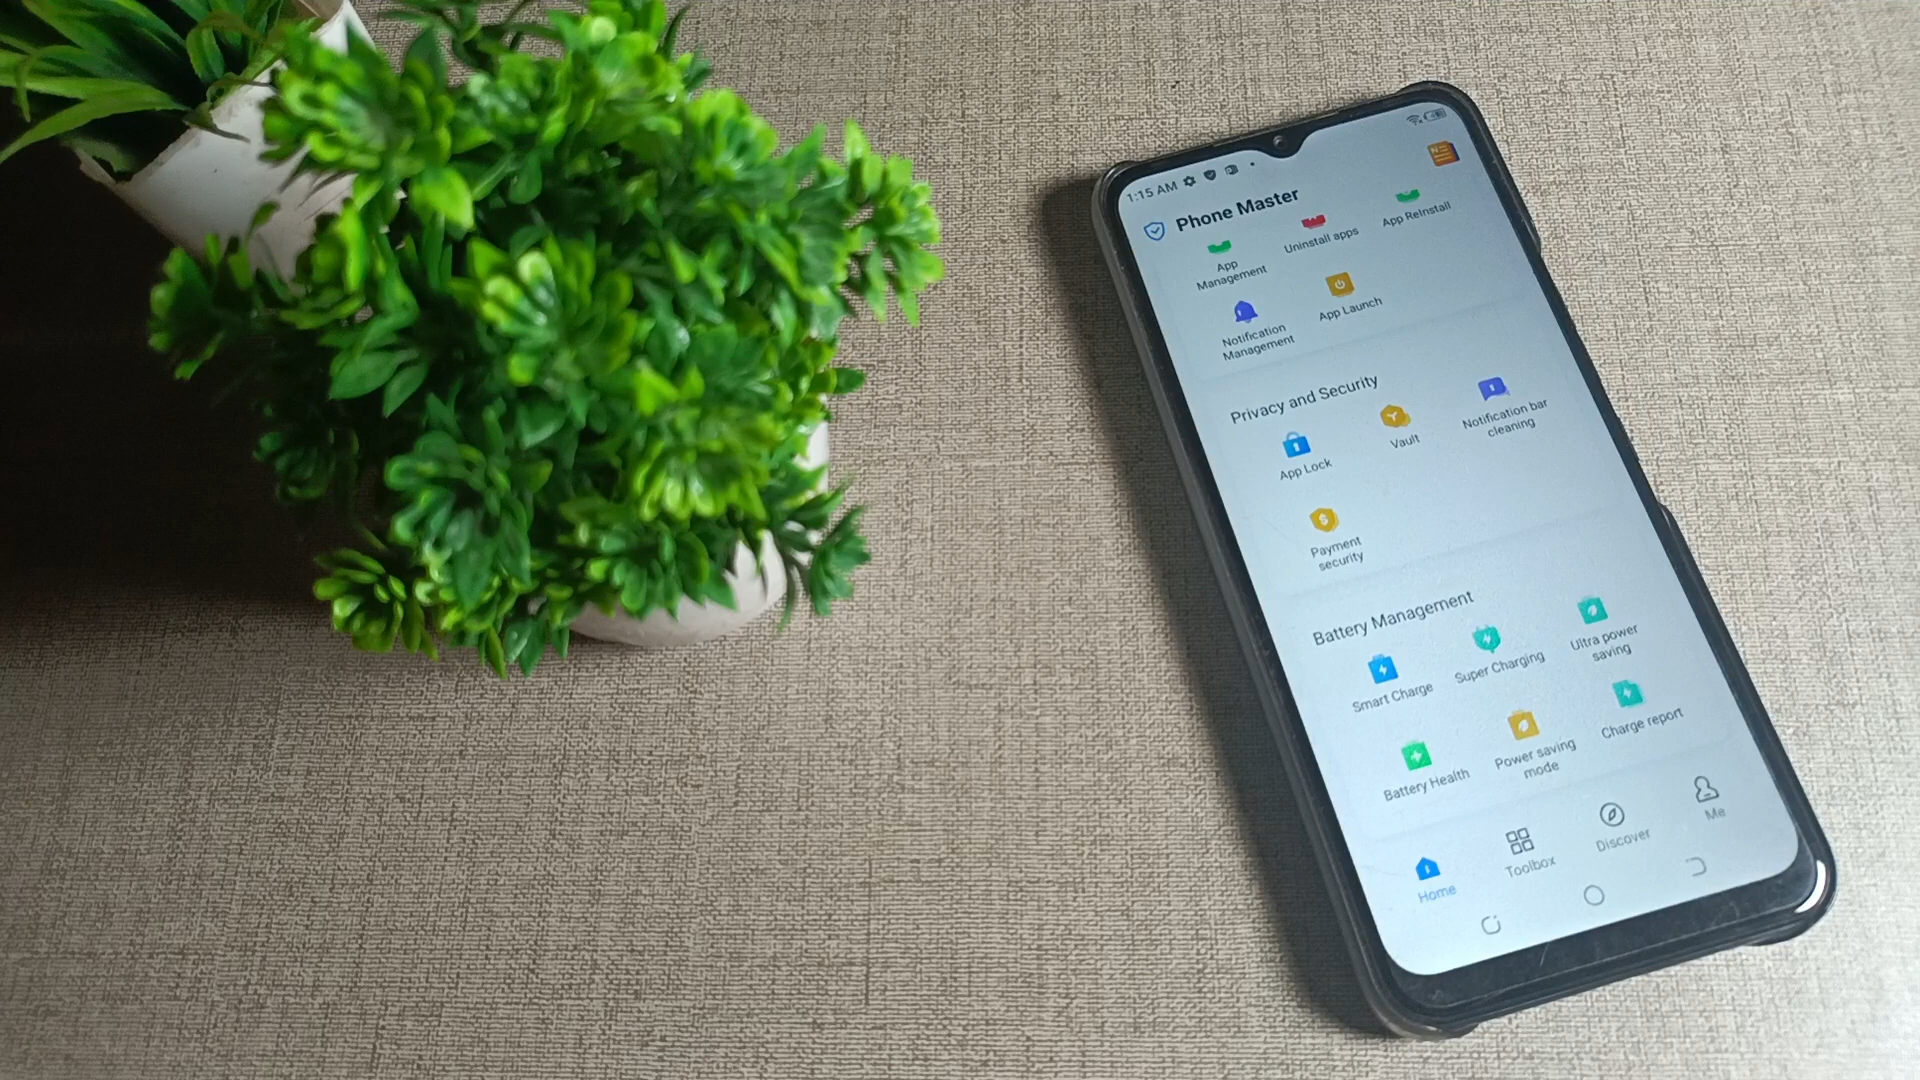 1:15 AM
Phone Master
App
Management
Uninstall apps
App Reinstall
Notification
Management
App Launch
Privacy and Security
App Lock
Vault
Notification bar
cleaning
Payment
security
Battery Management
Smart Charge
Super Charging
Ultra power
saving
Battery Health
Power saving
mode
Charge report
Home
Toolbox
Discover
Me